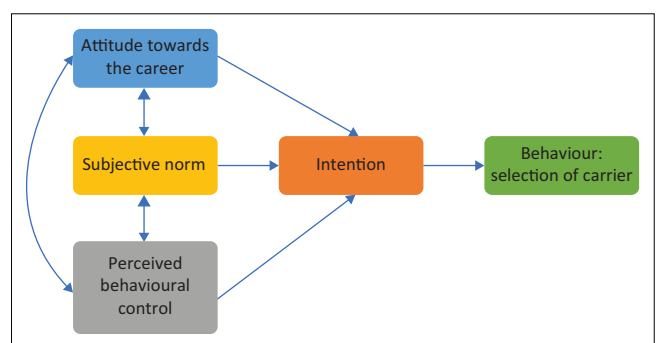 Attitude towards
the career
Subjective norm
Intention
Behaviour:
selection of carrier
Perceived
behavioural
control